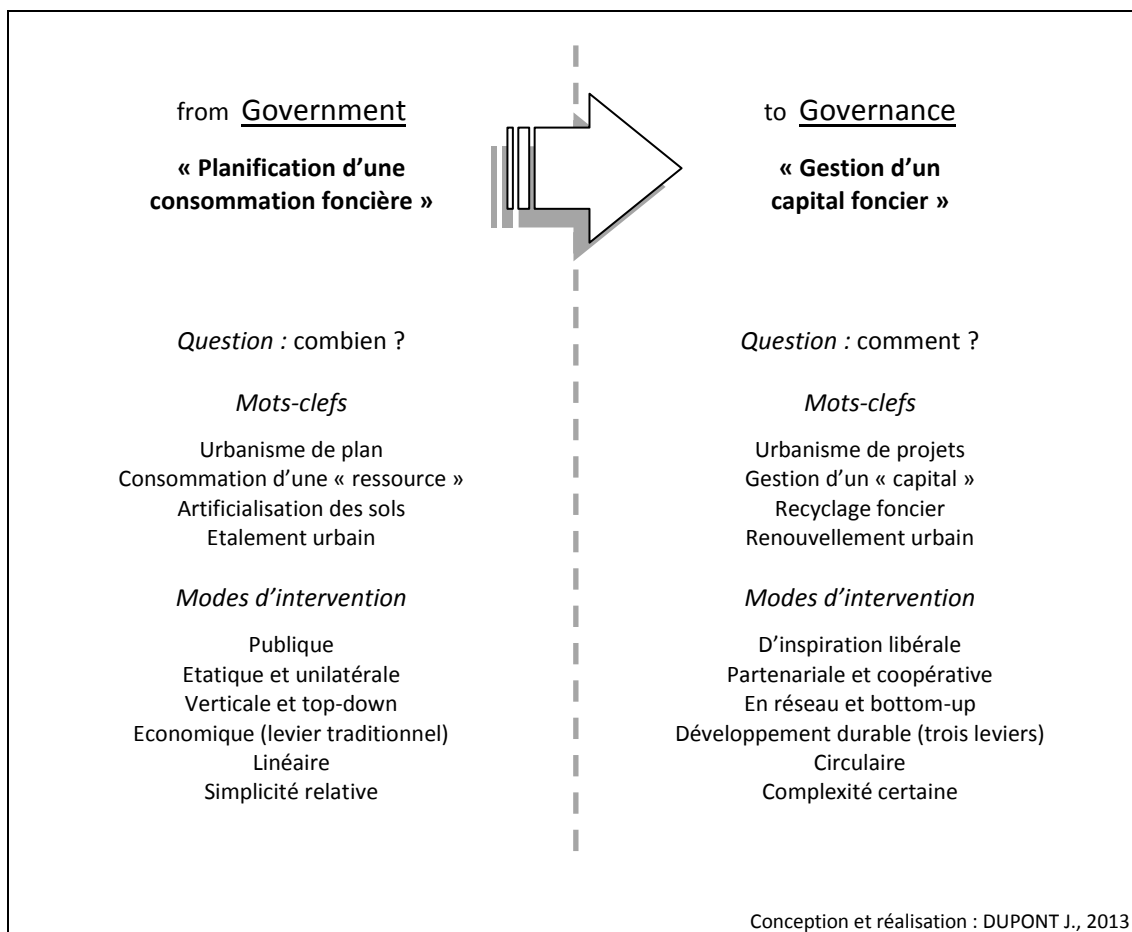 from Government
« Planification d’une
consommation foncière »
Question : combien ?
Mots-clefs
Urbanisme de plan
Consommation d’une « ressource »
Artificialisation des sols
Etalement urbain
Modes d’intervention
Publique
Etatique et unilatérale
Verticale et top-down
Economique (levier traditionnel)
Linéaire
Simplicité relative
to Governance
« Gestion d’un
capital foncier »
Question : comment ?
Mots-clefs
Urbanisme de projets
Gestion d’un « capital »
Recyclage foncier
Renouvellement urbain
Modes d’intervention
D’inspiration libérale
Partenariale et coopérative
En réseau et bottom-up
Développement durable (trois leviers)
Circulaire
Complexité certaine
Conception et réalisation : DUPONT J., 2013